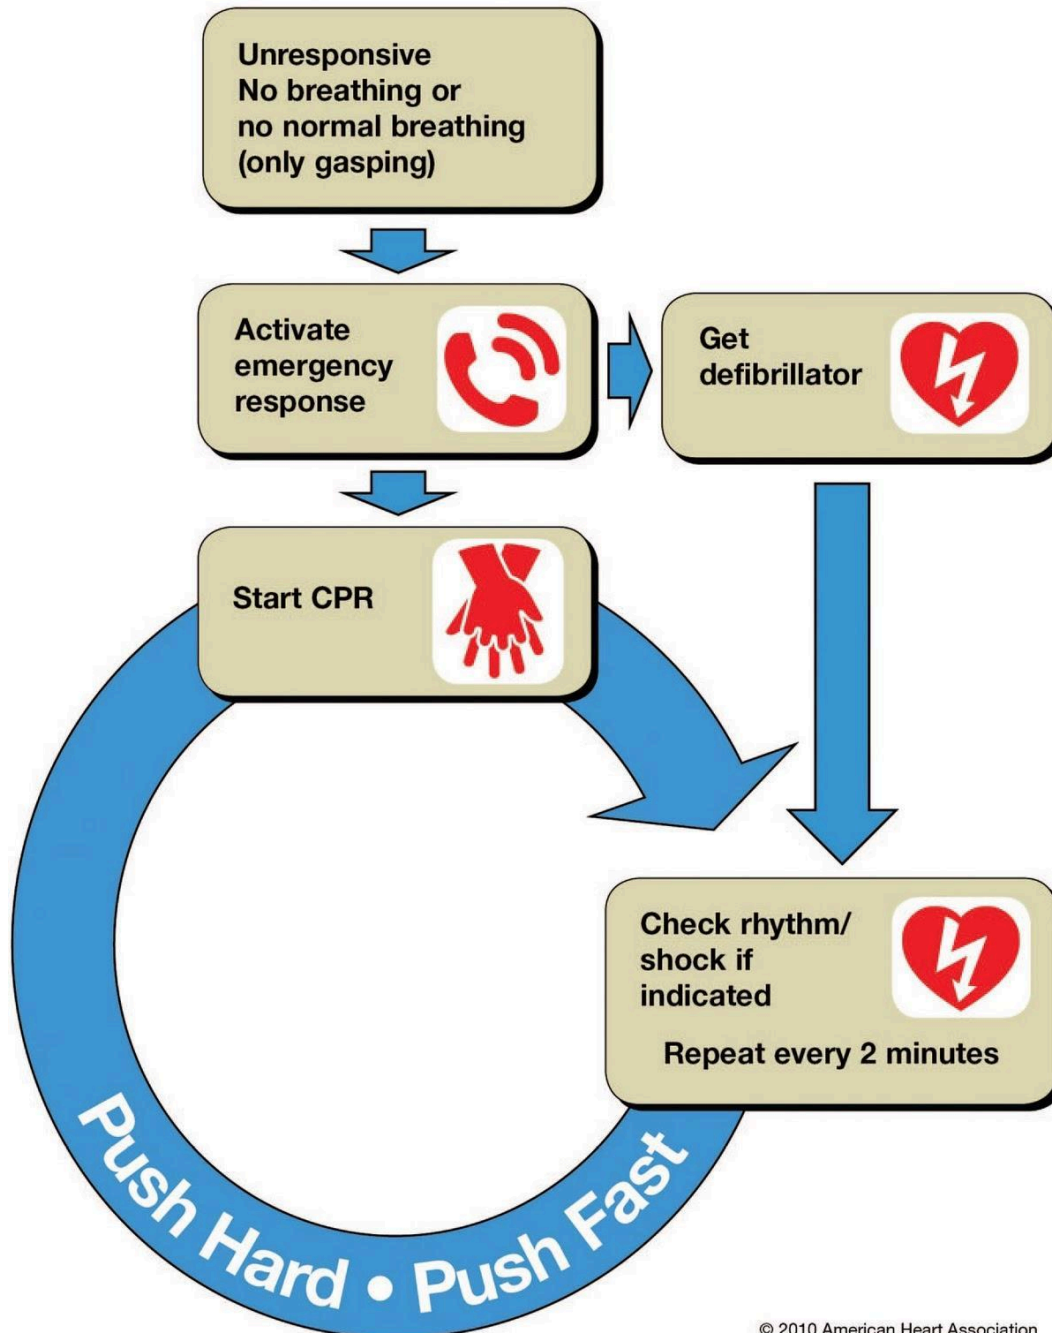 Unresponsive
No breathing or
no normal breathing
(only gasping)
Activate
emergency
response
Get
defibrillator
Start CPR
Check rhythm/
shock if
indicated
Repeat every 2 minutes
Push Hard • Push Fast
© 2010 American Heart Association